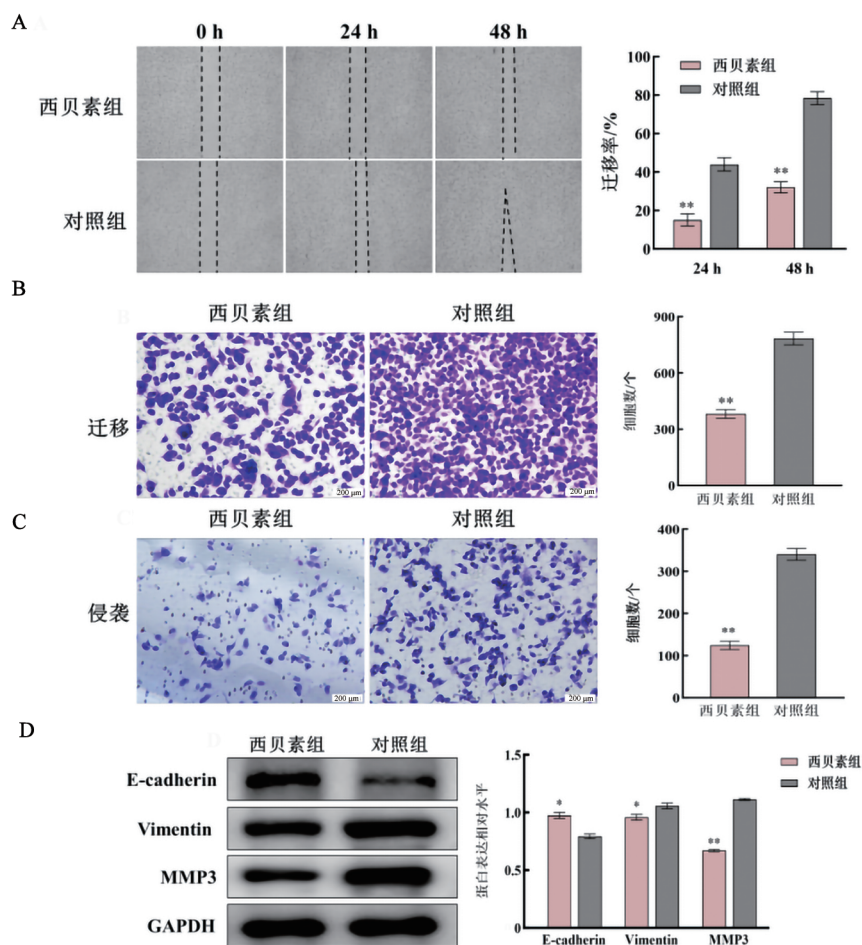 A
0 h 24 h 48 h
西贝素组
对照组
迁移率/%
100
80
60
40
20
0
西贝素组
对照组
** **
24 h 48 h
B
西贝素组 对照组
迁移
200 μm 200 μm
细胞数/个
900
600
300
0
**
西贝素组 对照组
C
西贝素组 对照组
侵袭
200 μm 200 μm
细胞数/个
400
300
200
100
0
**
西贝素组 对照组
D
西贝素组 对照组
E-cadherin
Vimentin
MMP3
GAPDH
蛋白表达相对水平
1.5
1.0
0.5
0
西贝素组
对照组
* * **
E-cadherin Vimentin MMP3